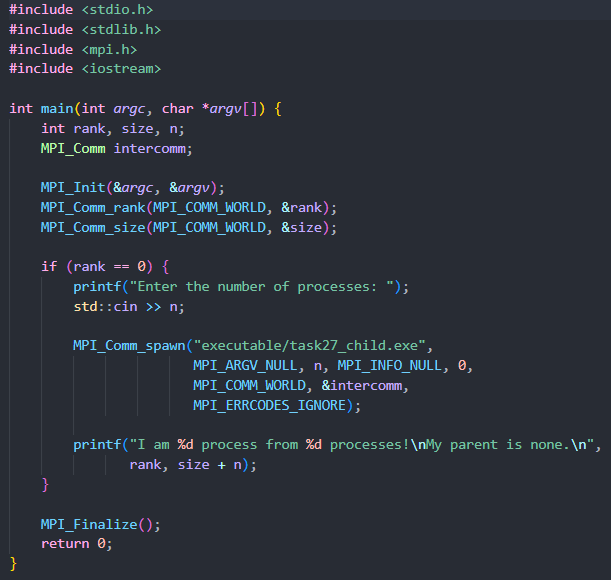 #include <stdio.h>
#include <stdlib.h>
#include <mpi.h>
#include <iostream>

int main(int argc, char *argv[]) {
    int rank, size, n;
    MPI_Comm intercomm;

    MPI_Init(&argc, &argv);
    MPI_Comm_rank(MPI_COMM_WORLD, &rank);
    MPI_Comm_size(MPI_COMM_WORLD, &size);

    if (rank == 0) {
        printf("Enter the number of processes: ");
        std::cin >> n;

        MPI_Comm_spawn("executable/task27_child.exe",
                       MPI_ARGV_NULL, n, MPI_INFO_NULL, 0,
                       MPI_COMM_WORLD, &intercomm,
                       MPI_ERRCODES_IGNORE);

        printf("I am %d process from %d processes!\nMy parent is none.\n",
               rank, size + n);
    }

    MPI_Finalize();
    return 0;
}